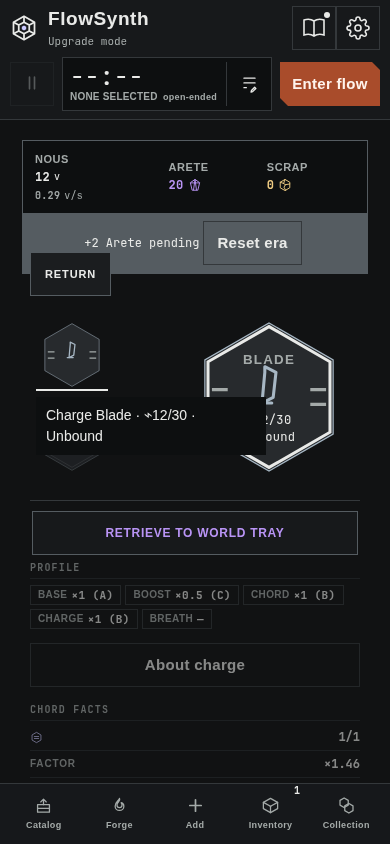 FlowSynth
Upgrade mode
--:--
NONE SELECTED open-ended
Enter flow
NOUS
12 v
0.29 v/s
ARETE
20
SCRAP
0
+2 Arete pending
Reset era
RETURN
BLADE
Charge Blade · ⌁12/30 ·
Unbound
/30
ound
RETRIEVE TO WORLD TRAY
PROFILE
BASE ×1 (A)
BOOST ×0.5 (C)
CHORD ×1 (B)
CHARGE ×1 (B)
BREATH —
About charge
CHORD FACTS
1/1
FACTOR
×1.46
1
Catalog
Forge
Add
Inventory
Collection